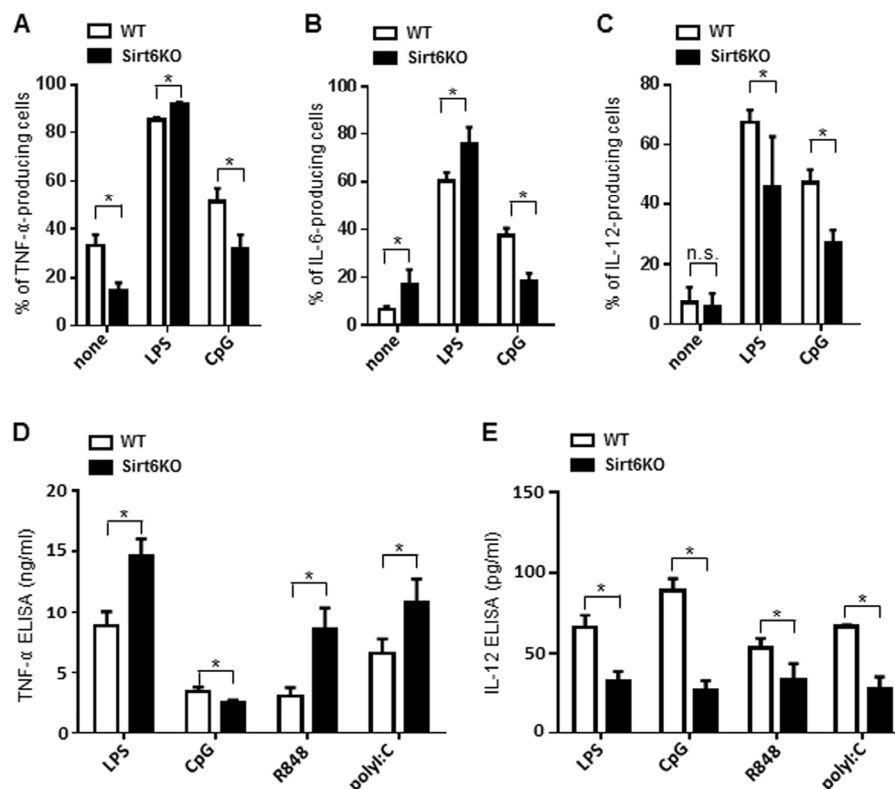 A
WT
Sirt6KO
% of TNF-α-producing cells
100
80
60
40
20
0
*
*
*
none
LPS
CpG
B
WT
Sirt6KO
% of IL-6-producing cells
100
80
60
40
20
0
*
*
*
none
LPS
CpG
C
WT
Sirt6KO
% of IL-12-producing cells
80
60
40
20
0
n.s.
*
*
none
LPS
CpG
D
WT
Sirt6KO
TNF-α ELISA (ng/ml)
20
15
10
5
0
*
*
*
*
LPS
CpG
R848
polyI:C
E
WT
Sirt6KO
IL-12 ELISA (pg/ml)
150
100
50
0
*
*
*
*
LPS
CpG
R848
polyI:C